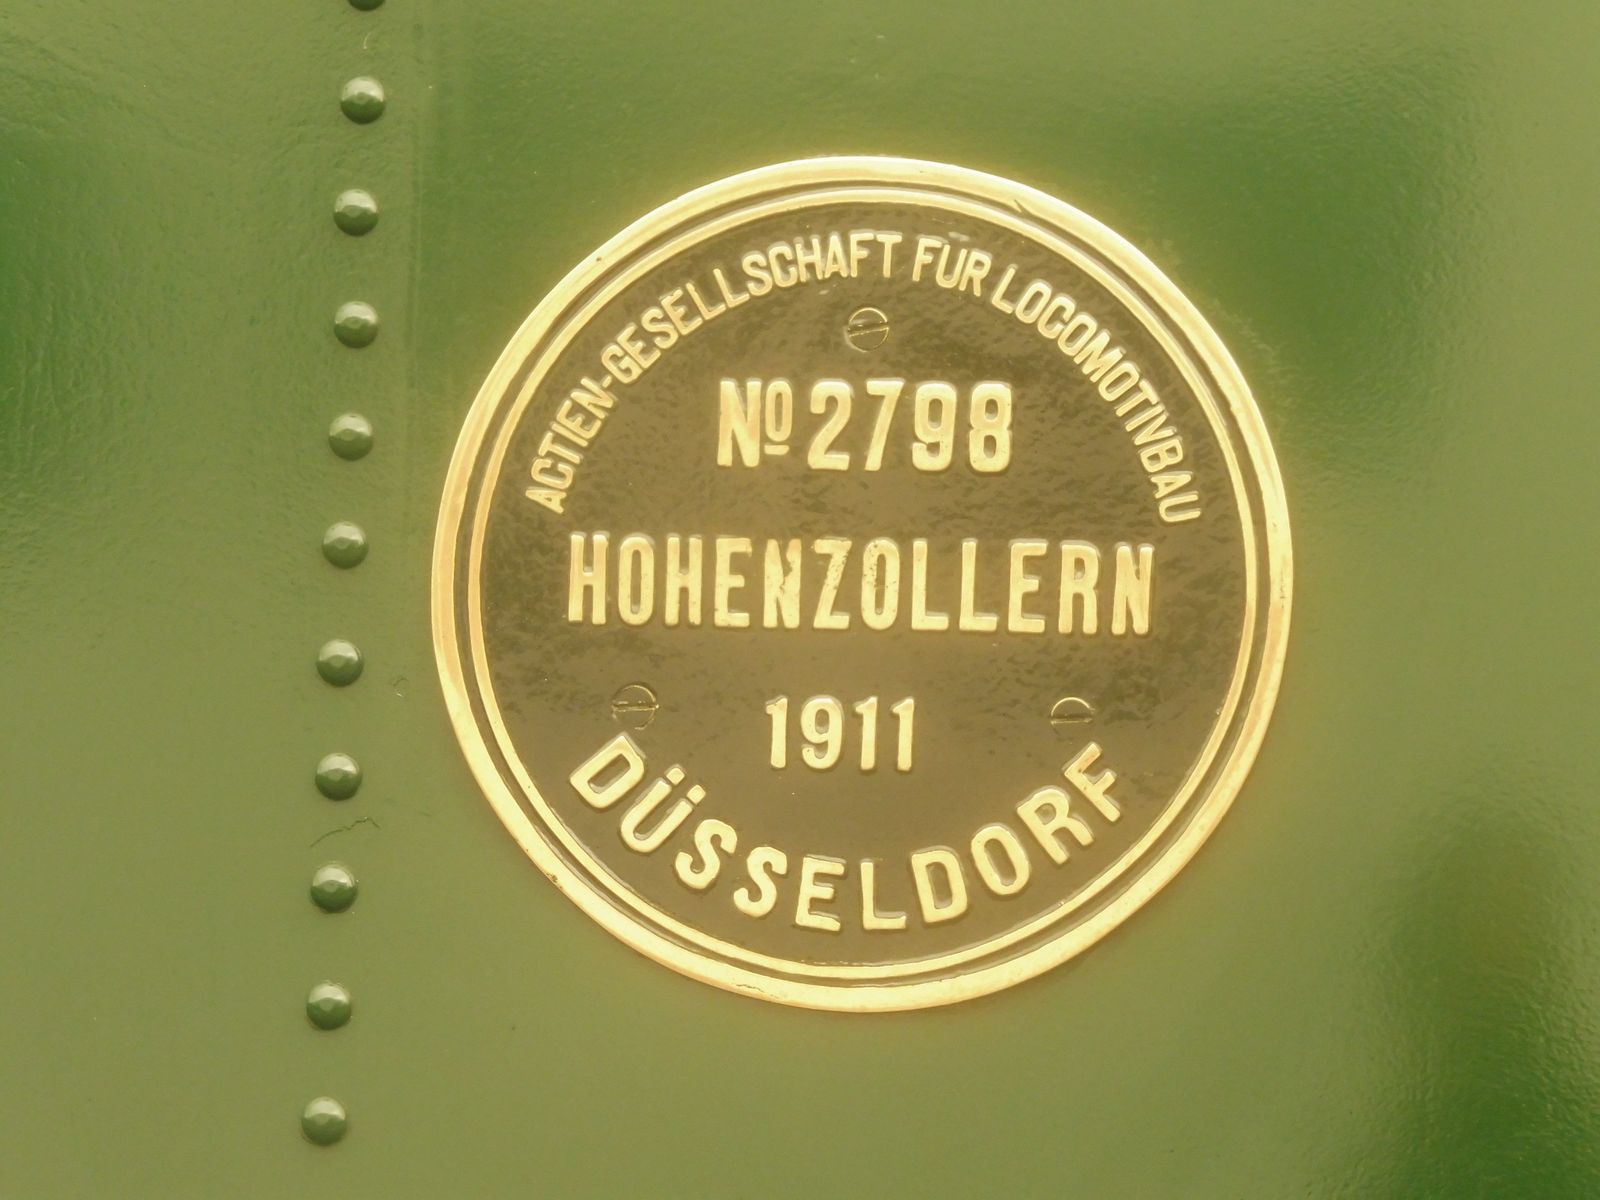 ACTIEN-GESELLSCHAFT FÜR LOCOMOTIVBAU
Nº 2798
HOHENZOLLERN
1911
DÜSSELDORF